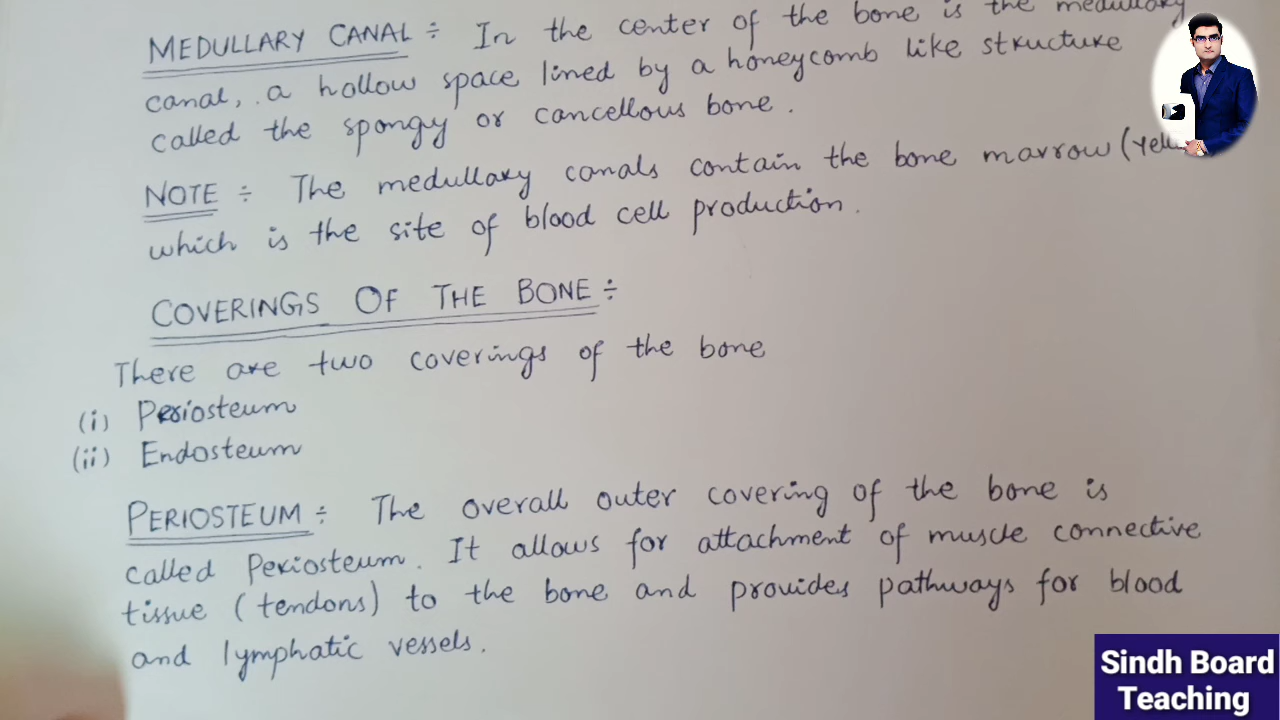 MEDULLARY CANAL ÷ In the center of the bone is the medullary
canal, a hollow space lined by a honeycomb like structure
called the spongy or cancellous bone.
NOTE ÷ The medullary canals contain the bone marrow
which is the site of blood cell production.
COVERINGS OF THE BONE ÷
There are two coverings of the bone
(i) Periosteum
(ii) Endosteum
PERIOSTEUM ÷ The overall outer covering of the bone is
called Periosteum. It allows for attachment of muscle connective
tissue (tendons) to the bone and provides pathways for blood
and lymphatic vessels.
Sindh Board
Teaching